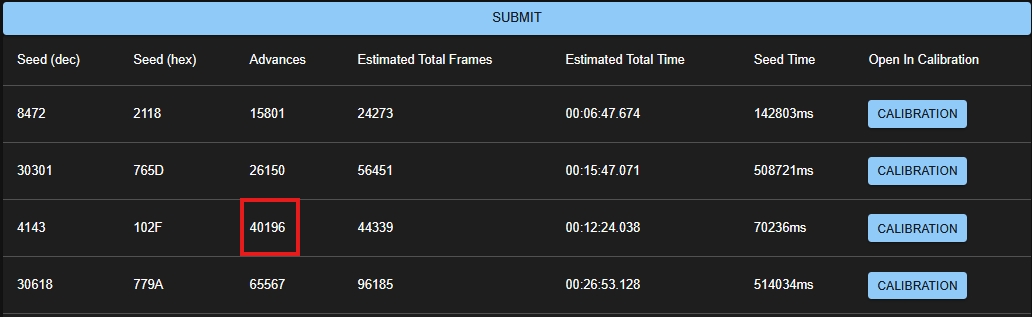 SUBMIT
Seed (dec) Seed (hex) Advances Estimated Total Frames Estimated Total Time Seed Time Open In Calibration
8472 2118 15801 24273 00:06:47.674 142803ms CALIBRATION
30301 765D 26150 56451 00:15:47.071 508721ms CALIBRATION
4143 102F 40196 44339 00:12:24.038 70236ms CALIBRATION
30618 779A 65567 96185 00:26:53.128 514034ms CALIBRATION